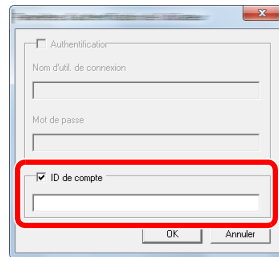 Authentification
Nom d'util. de connexion
Mot de passe
ID de compte
OK
Annuler